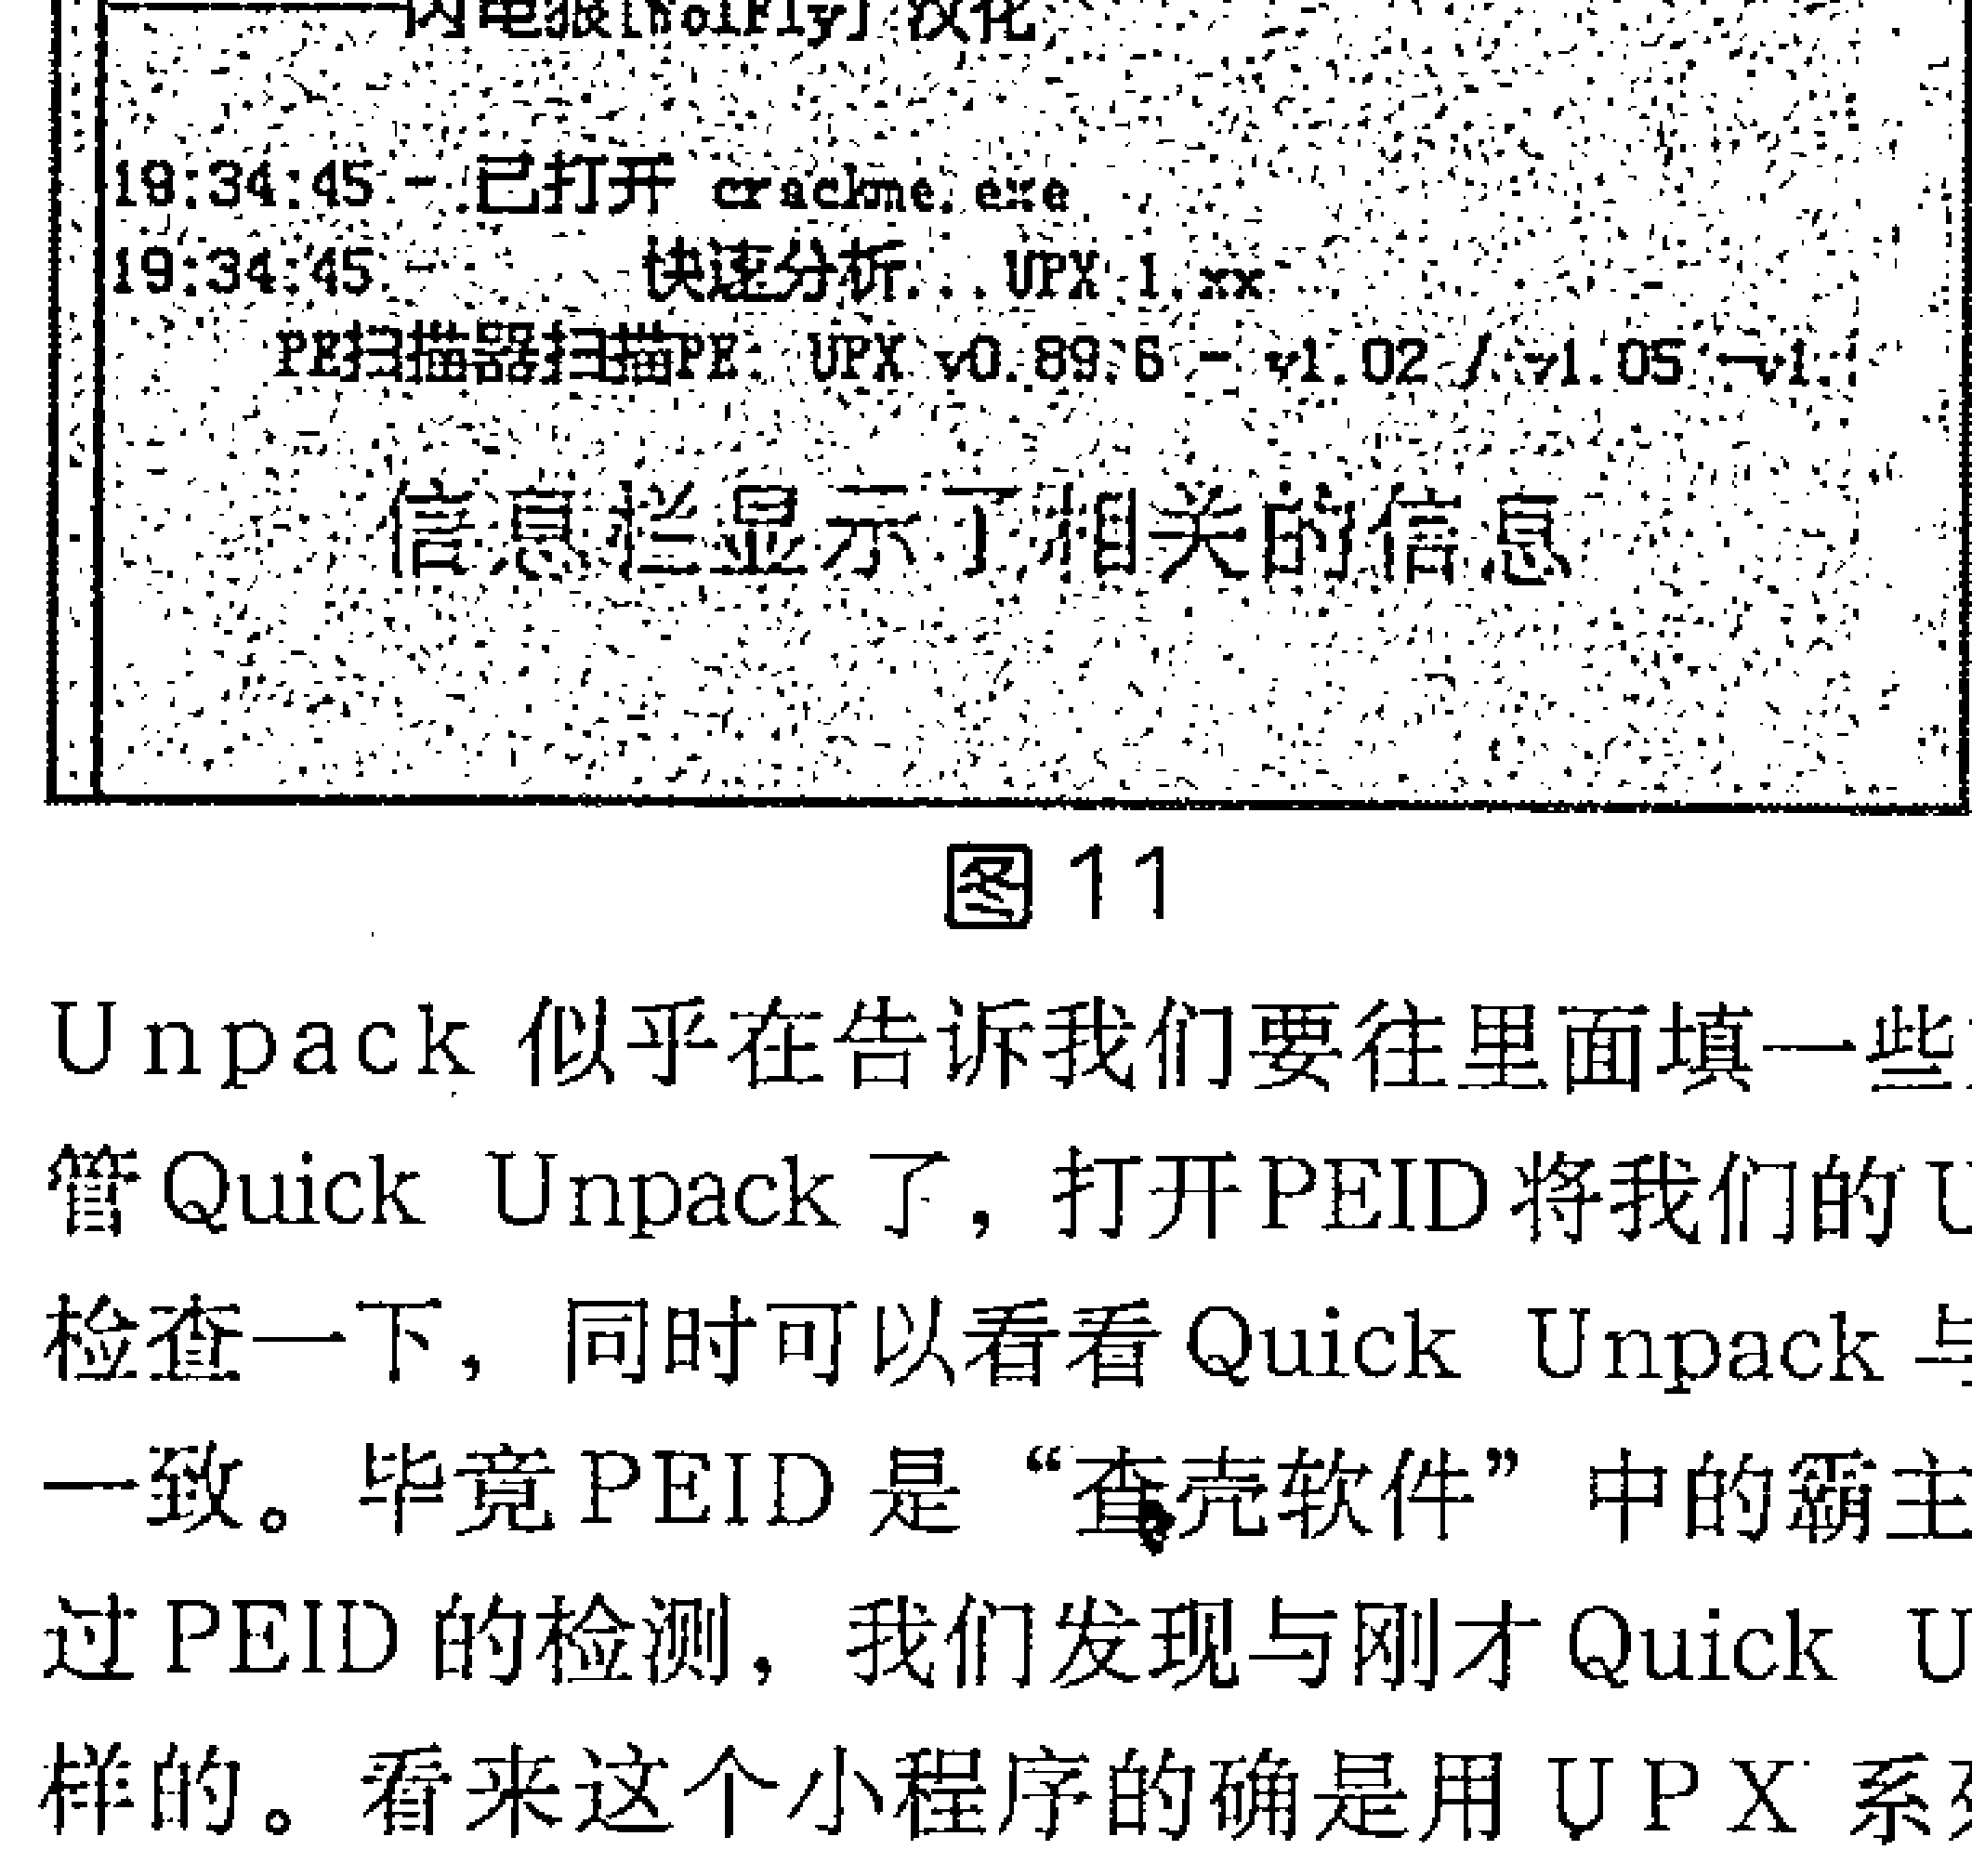 汉化
19:34:45 - 已打开 crackme.exe
19:34:45 - 快速分析... UPX 1.xx
PE扫描器扫描PE: UPX v0.89.6 - v1.02 / v1.05 -v1.
信息栏显示了相关的信息
图11
Unpack 似乎在告诉我们要往里面填一些
管Quick Unpack了，打开PEID将我们的U
检查一下，同时可以看看Quick Unpack与
一致。毕竟PEID是“查壳软件”中的霸主
过PEID的检测，我们发现与刚才Quick U
样的。看来这个小程序的确是用UPX系